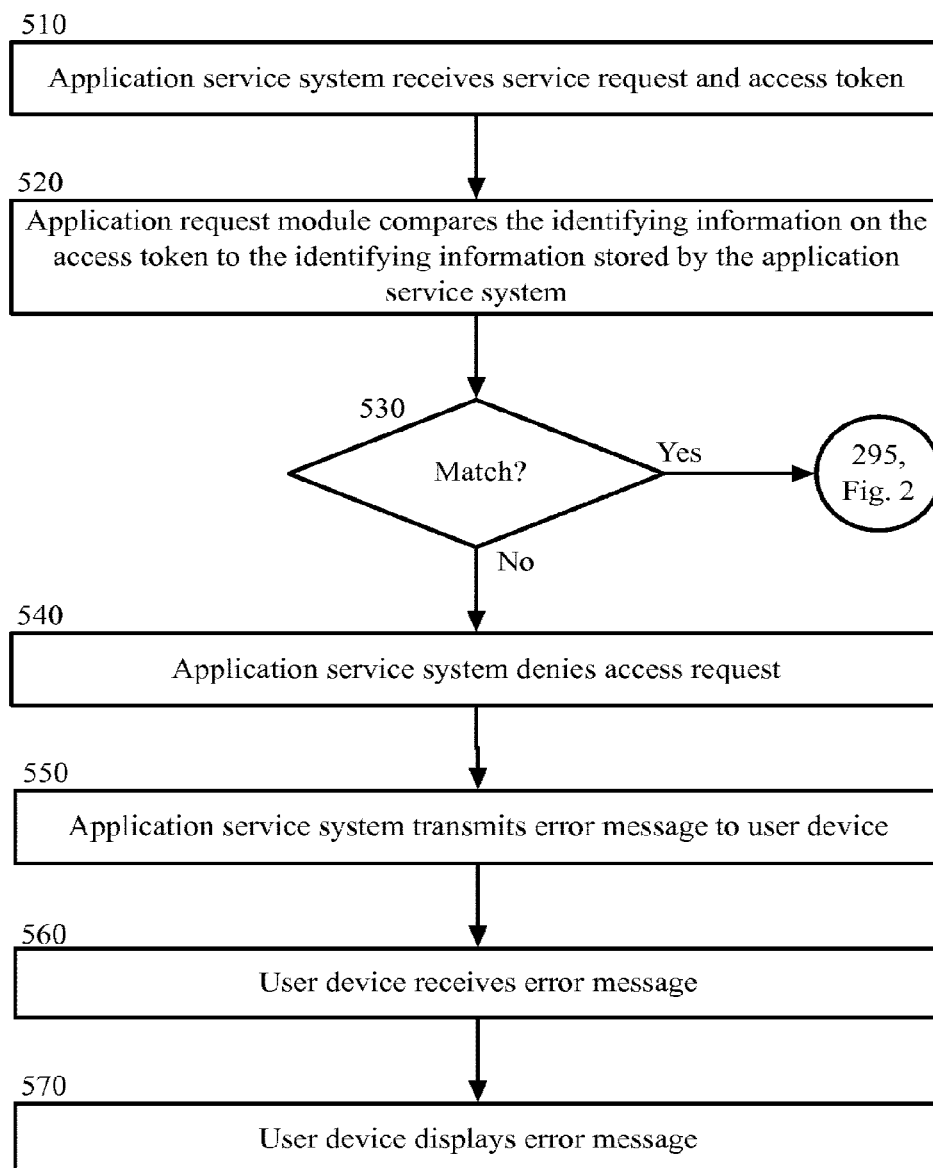 510
Application service system receives service request and access token
520
Application request module compares the identifying information on the
access token to the identifying information stored by the application
service system
530
Match?
Yes
295,
Fig. 2
No
540
Application service system denies access request
550
Application service system transmits error message to user device
560
User device receives error message
570
User device displays error message